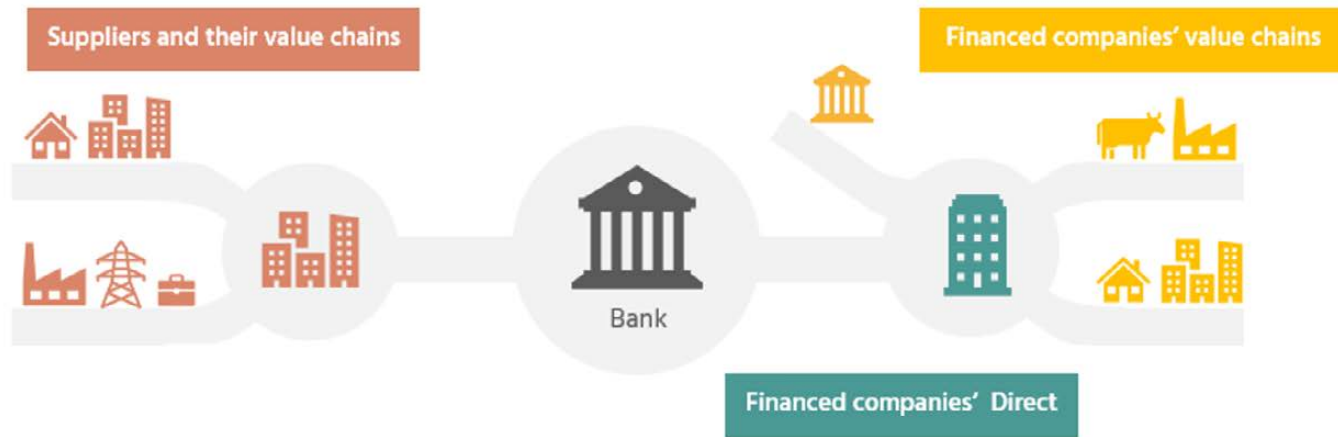 Suppliers and their value chains
Financed companies' value chains
Bank
Financed companies' Direct